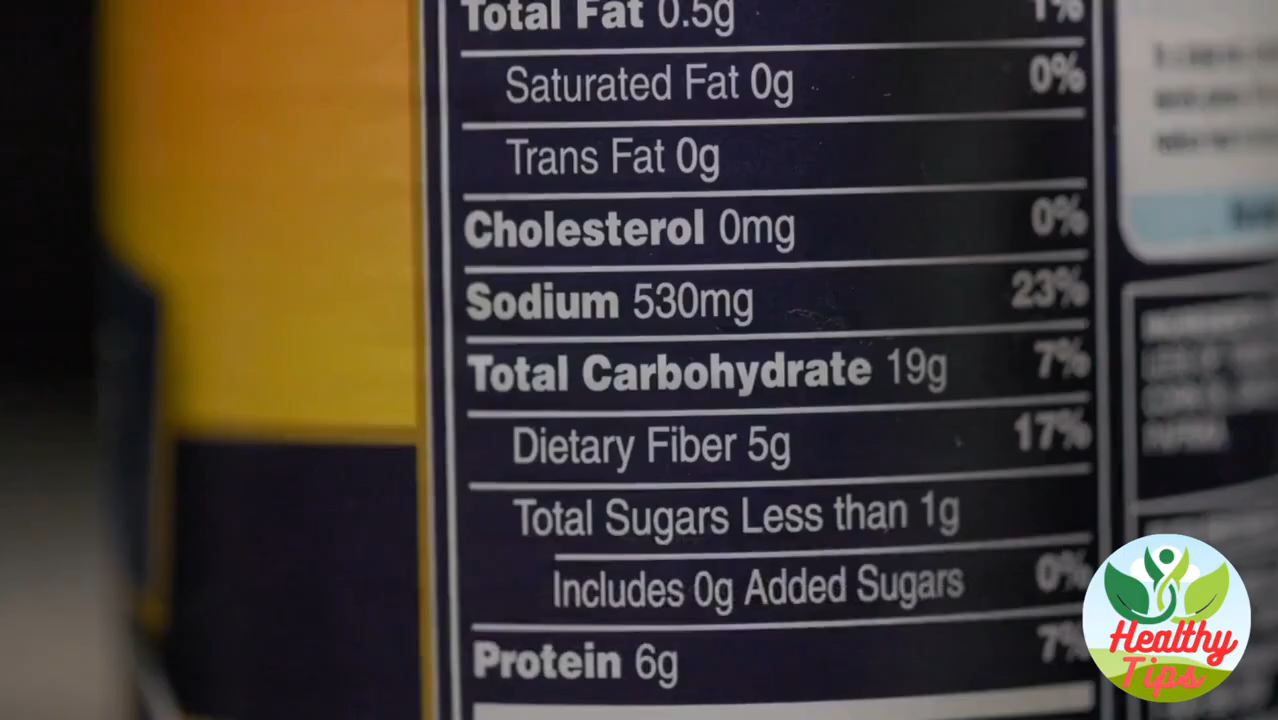 Total Fat 0.5g 1%
Saturated Fat 0g 0%
Trans Fat 0g
Cholesterol 0mg 0%
Sodium 530mg 23%
Total Carbohydrate 19g 7%
Dietary Fiber 5g 17%
Total Sugars Less than 1g
Includes 0g Added Sugars 0%
Protein 6g 7%
Healthy
Tips